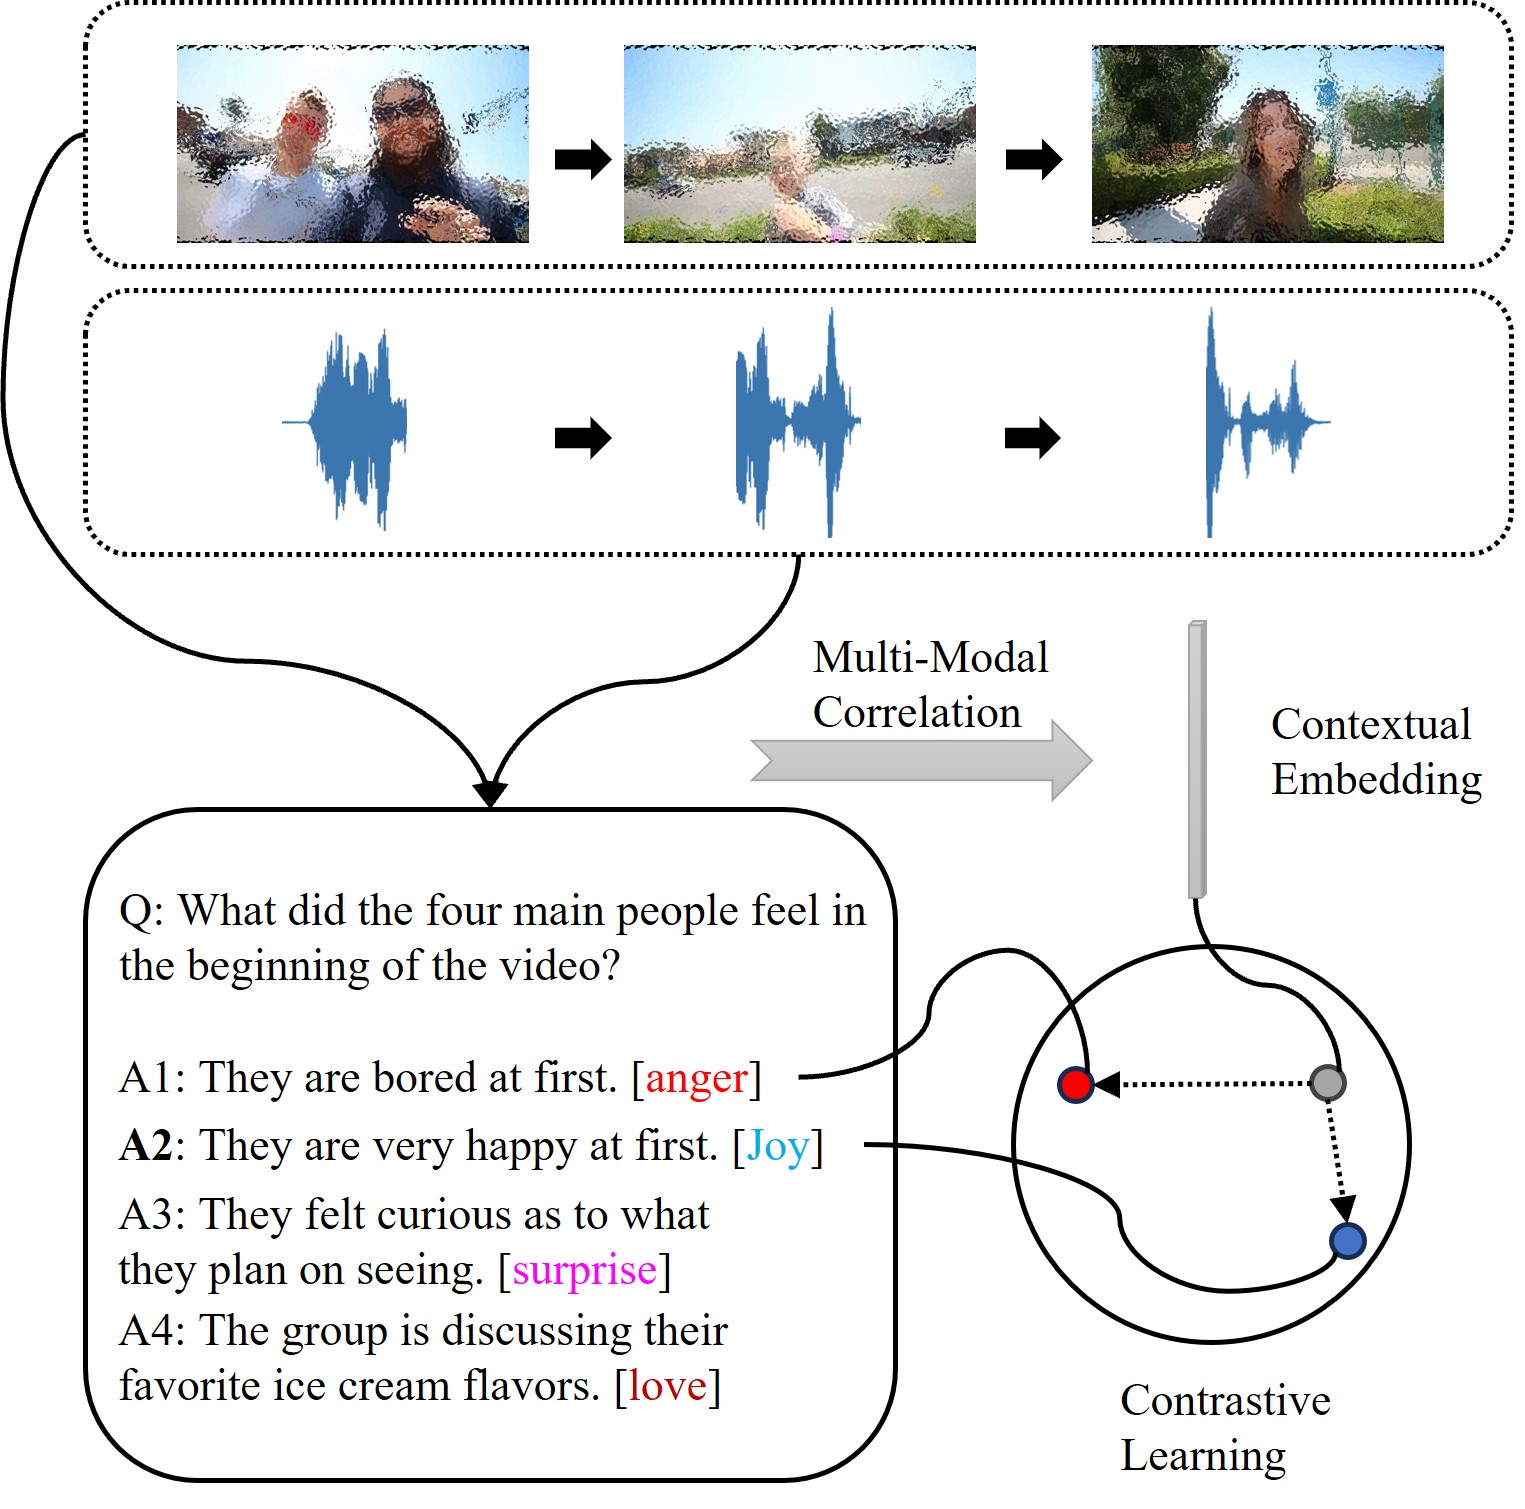 Multi-Modal
Correlation
Contextual
Embedding
Q: What did the four main people feel in
the beginning of the video?
A1: They are bored at first. [anger]
A2: They are very happy at first. [Joy]
A3: They felt curious as to what
they plan on seeing. [surprise]
A4: The group is discussing their
favorite ice cream flavors. [love]
Contrastive
Learning